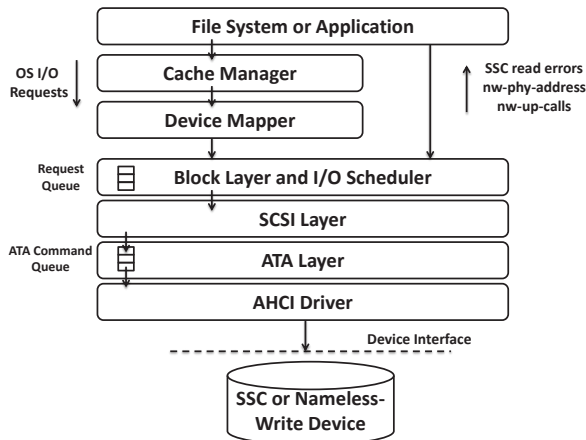 File System or Application
OS I/O
Requests
Cache Manager
SSC read errors
nw-phy-address
nw-up-calls
Device Mapper
Request
Queue
Block Layer and I/O Scheduler
SCSI Layer
ATA Command
Queue
ATA Layer
AHCI Driver
Device Interface
SSC or Nameless-
Write Device